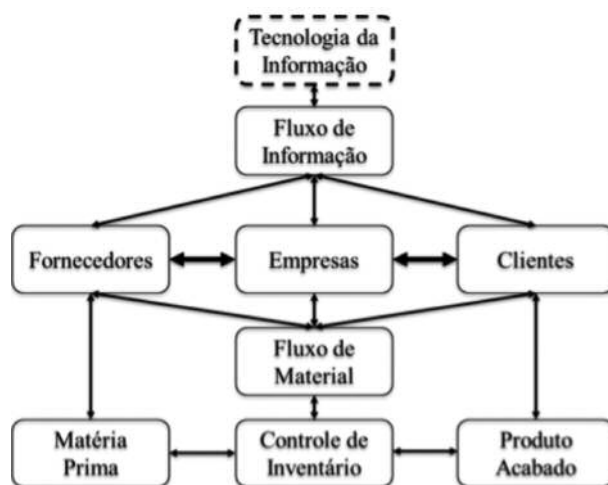 Tecnologia da
Informação
Fluxo de
Informação
Fornecedores
Empresas
Clientes
Fluxo de
Material
Matéria
Prima
Controle de
Inventário
Produto
Acabado